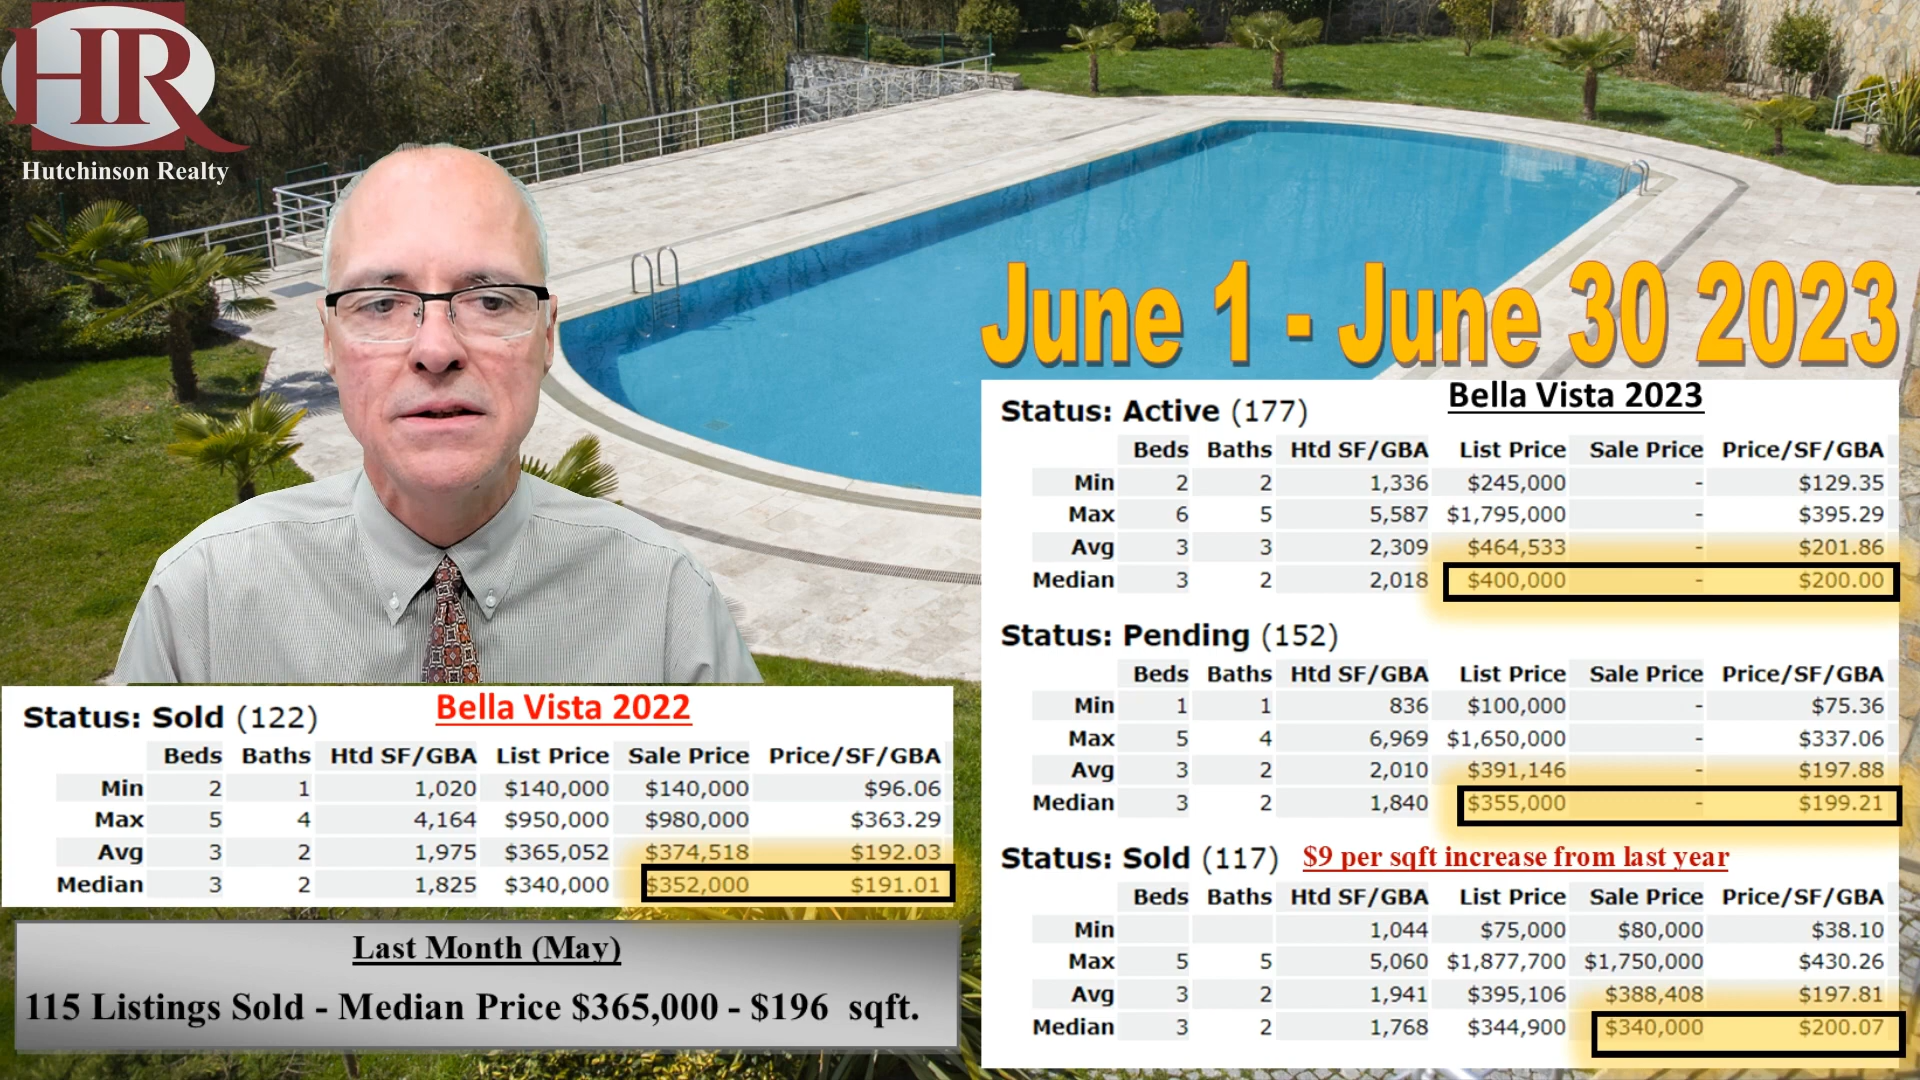 HR
Hutchinson Realty
June 1 - June 30 2023
Bella Vista 2023
Status: Active (177)
Beds Baths Htd SF/GBA List Price Sale Price Price/SF/GBA
Min 2 2 1,336 $245,000 - $129.35
Max 6 5 5,587 $1,795,000 - $395.29
Avg 3 3 2,309 $464,533 - $201.86
Median 3 2 2,018 $400,000 - $200.00
Status: Pending (152)
Beds Baths Htd SF/GBA List Price Sale Price Price/SF/GBA
Min 1 1 836 $100,000 - $75.36
Max 5 4 6,969 $1,650,000 - $337.06
Avg 3 2 2,010 $391,146 - $197.88
Median 3 2 1,840 $355,000 - $199.21
Status: Sold (117) $9 per sqft increase from last year
Beds Baths Htd SF/GBA List Price Sale Price Price/SF/GBA
Min 1,044 $75,000 $80,000 $38.10
Max 5 5 5,060 $1,877,700 $1,750,000 $430.26
Avg 3 2 1,941 $395,106 $388,408 $197.81
Median 3 2 1,768 $344,900 $340,000 $200.07
Status: Sold (122) Bella Vista 2022
Beds Baths Htd SF/GBA List Price Sale Price Price/SF/GBA
Min 2 1 1,020 $140,000 $140,000 $96.06
Max 5 4 4,164 $950,000 $980,000 $363.29
Avg 3 2 1,975 $365,052 $374,518 $192.03
Median 3 2 1,825 $340,000 $352,000 $191.01
Last Month (May)
115 Listings Sold - Median Price $365,000 - $196 sqft.